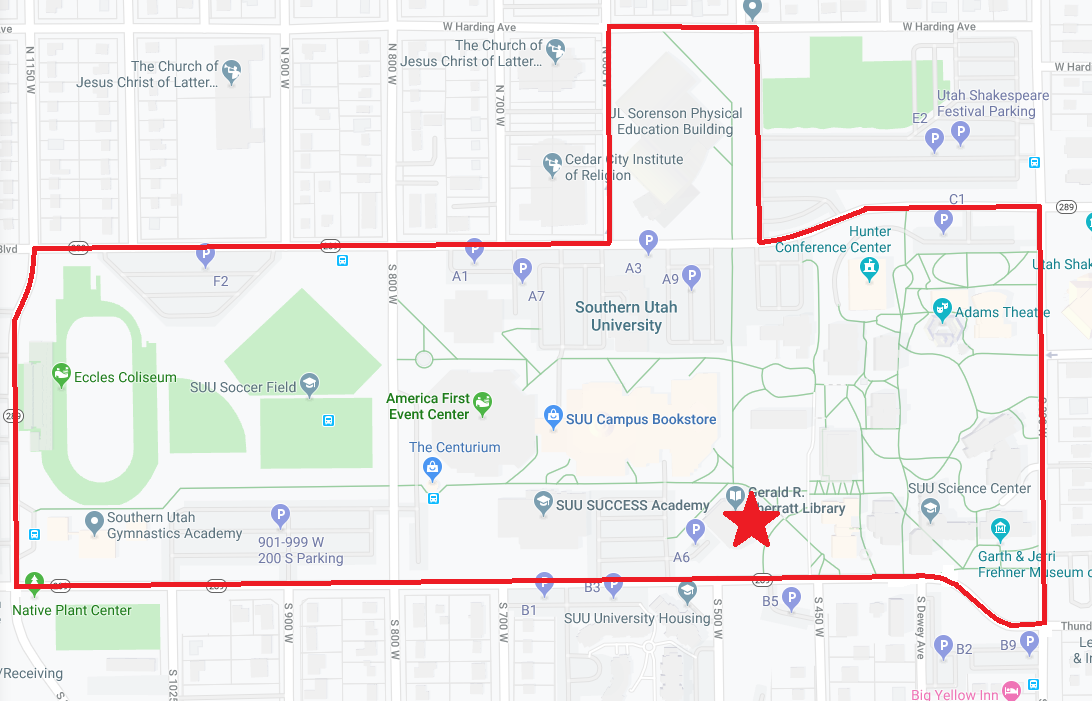 W Harding Ave
W Harding Ave
W Hard
N 1150 W
N 900 W
N 800 W
N 700 W
The Church of
Jesus Christ of Latter...
The Church of
Jesus Christ of Latter...
JL Sorenson Physical
Education Building
Utah Shakespeare
Festival Parking
E2
P
P
Cedar City Institute
of Religion
C1
P
289
Blvd
P
F2
P
A1
P
A7
P
A3
P
A9
Hunter
Conference Center
Utah Shak
S 800 W
Southern Utah
University
Adams Theatre
Eccles Coliseum
SUU Soccer Field
America First
Event Center
SUU Campus Bookstore
289
The Centurium
SUU SUCCESS Academy
Gerald R.
Library
SUU Science Center
Southern Utah
Gymnastics Academy
P
901-999 W
200 S Parking
P
A6
Garth & Jerri
Frehner Museum o
Native Plant Center
P
B1
P
B3
289
P
B5
SUU University Housing
S 900 W
S 800 W
S 700 W
S 500 W
S 450 W
S Dewey Ave
Thund
P
B2
P
B9
Le
& In
/Receiving
S 1025
S
Big Yellow Inn